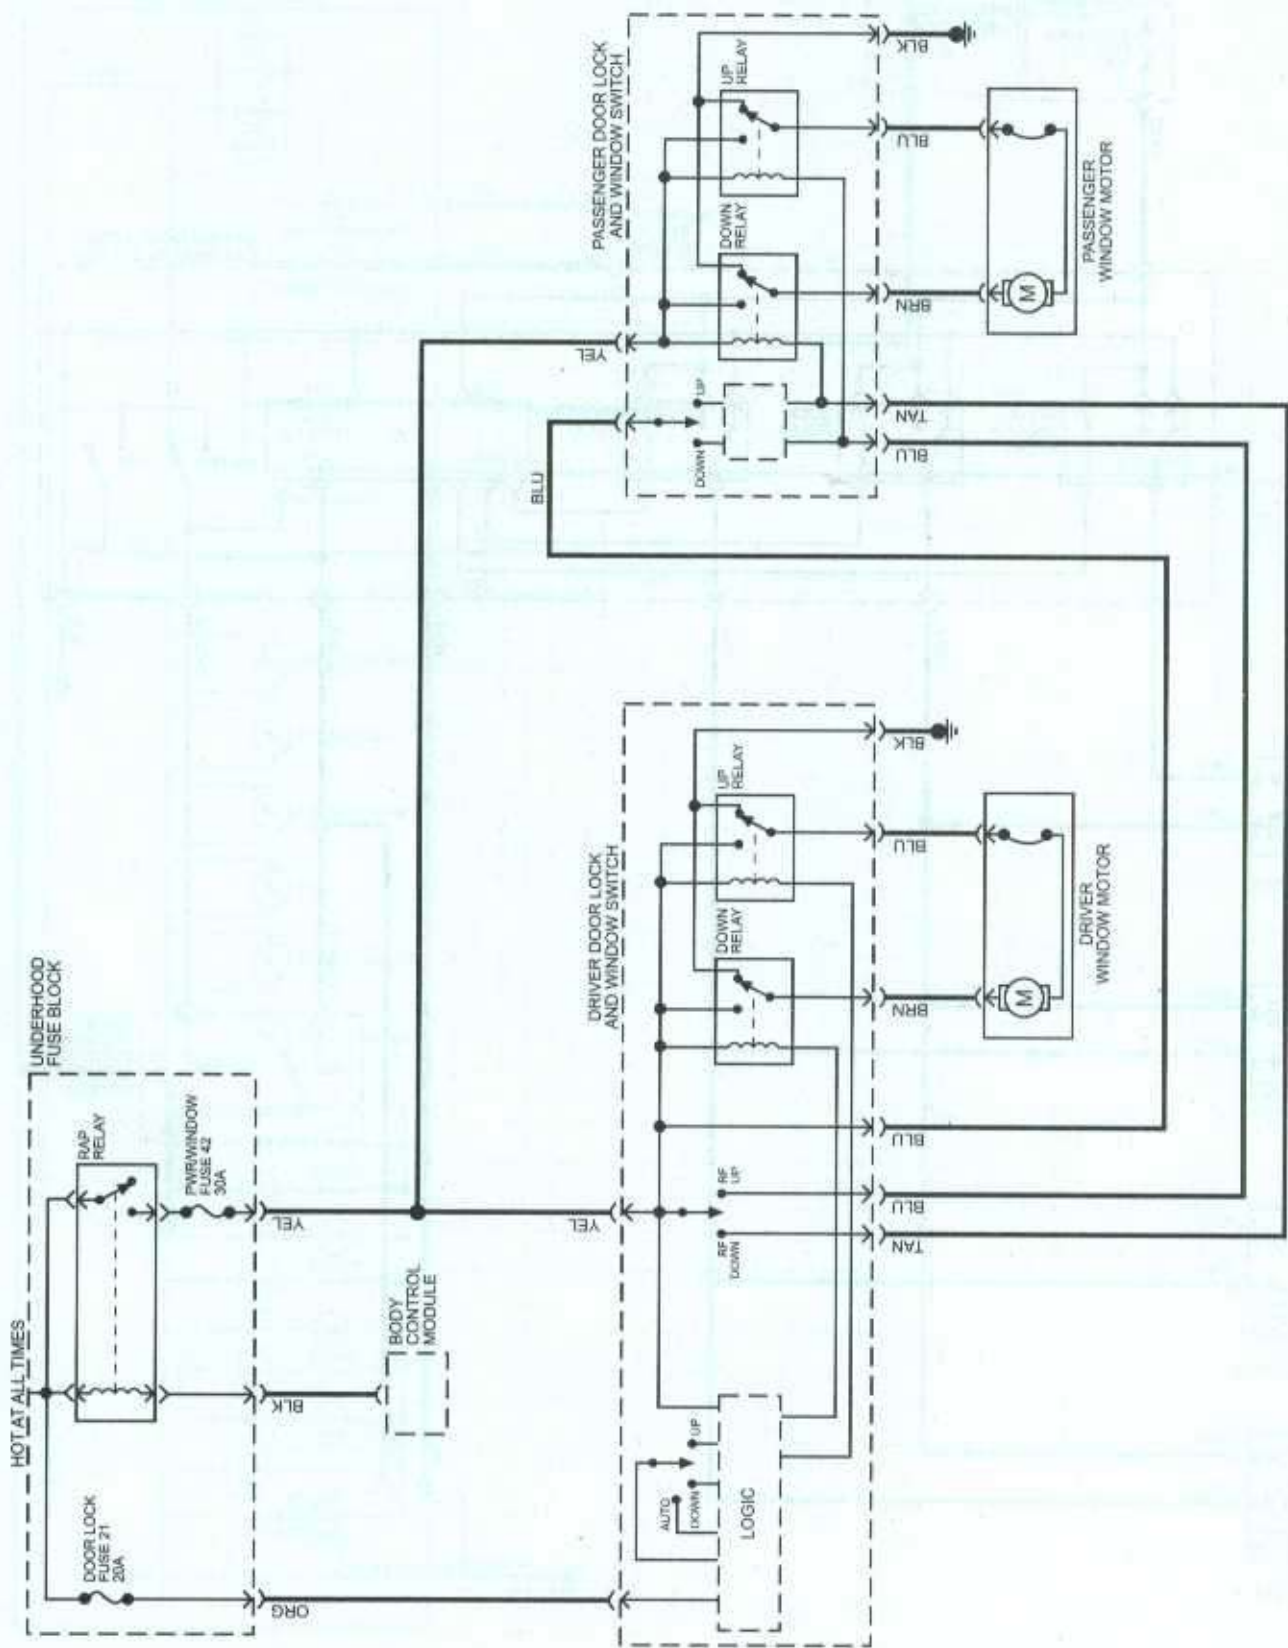 HOT AT ALL TIMES
UNDERHOOD
FUSE BLOCK
DOOR LOCK
FUSE 21
20A
RAP
RELAY
PWR/WINDOW
FUSE 42
30A
ORG
BLK
YEL
BODY
CONTROL
MODULE
YEL
BLU
YEL
DRIVER DOOR LOCK
AND WINDOW SWITCH
AUTO
DOWN
UP
LOGIC
RF
DOWN
RF
UP
DOWN
RELAY
UP
RELAY
TAN
BLU
BLU
BRN
BLU
BLK
M
DRIVER
WINDOW MOTOR
PASSENGER DOOR LOCK
AND WINDOW SWITCH
DOWN
UP
DOWN
RELAY
UP
RELAY
BLU
TAN
BRN
BLU
BLK
M
PASSENGER
WINDOW MOTOR